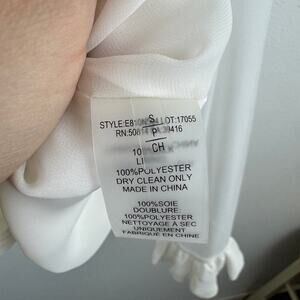 S
P
CH
LOT:17055
100%POLYESTER
DRY CLEAN ONLY
MADE IN CHINA
100%SOIE
DOUBLURE:
100%POLYESTER
NETTOYAGE À SEC
UNIQUEMENT
FABRIQUÉ EN CHINE